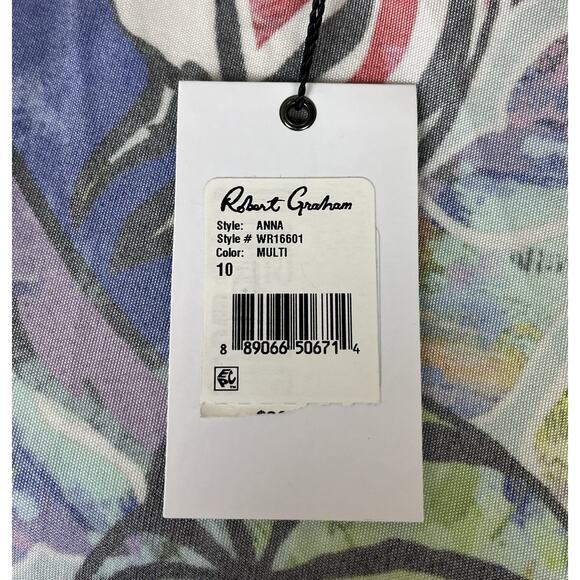 Robert Graham
Style: ANNA
Style # WR16601
Color: MULTI
10
8 89066 50671 4